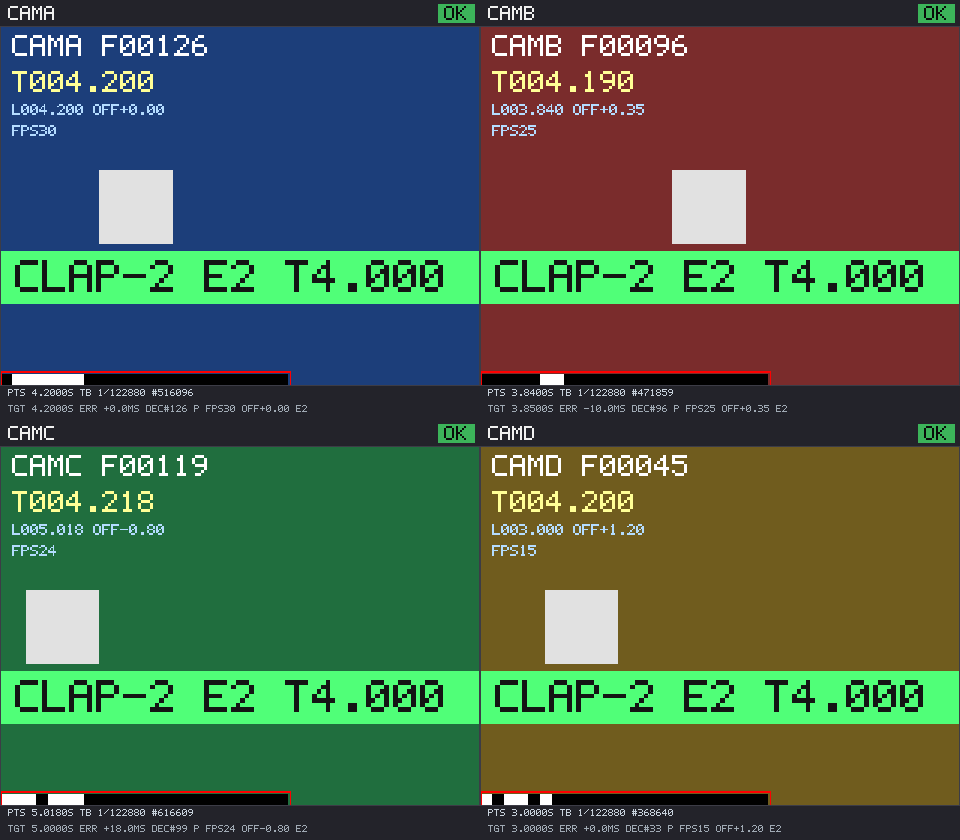 CAMA OK
CAMA F00126
T004.200
L004.200 OFF+0.00
FPS30
CLAP-2 E2 T4.000
PTS 4.2000S TB 1/122880 #516096
TGT 4.2000S ERR +0.0MS DEC#126 P FPS30 OFF+0.00 E2
CAMB OK
CAMB F00096
T004.190
L003.840 OFF+0.35
FPS25
CLAP-2 E2 T4.000
PTS 3.8400S TB 1/122880 #471859
TGT 3.8500S ERR -10.0MS DEC#96 P FPS25 OFF+0.35 E2
CAMC OK
CAMC F00119
T004.218
L005.018 OFF-0.80
FPS24
CLAP-2 E2 T4.000
PTS 5.0180S TB 1/122880 #616609
TGT 5.0000S ERR +18.0MS DEC#99 P FPS24 OFF-0.80 E2
CAMD OK
CAMD F00045
T004.200
L003.000 OFF+1.20
FPS15
CLAP-2 E2 T4.000
PTS 3.0000S TB 1/122880 #368640
TGT 3.0000S ERR +0.0MS DEC#33 P FPS15 OFF+1.20 E2